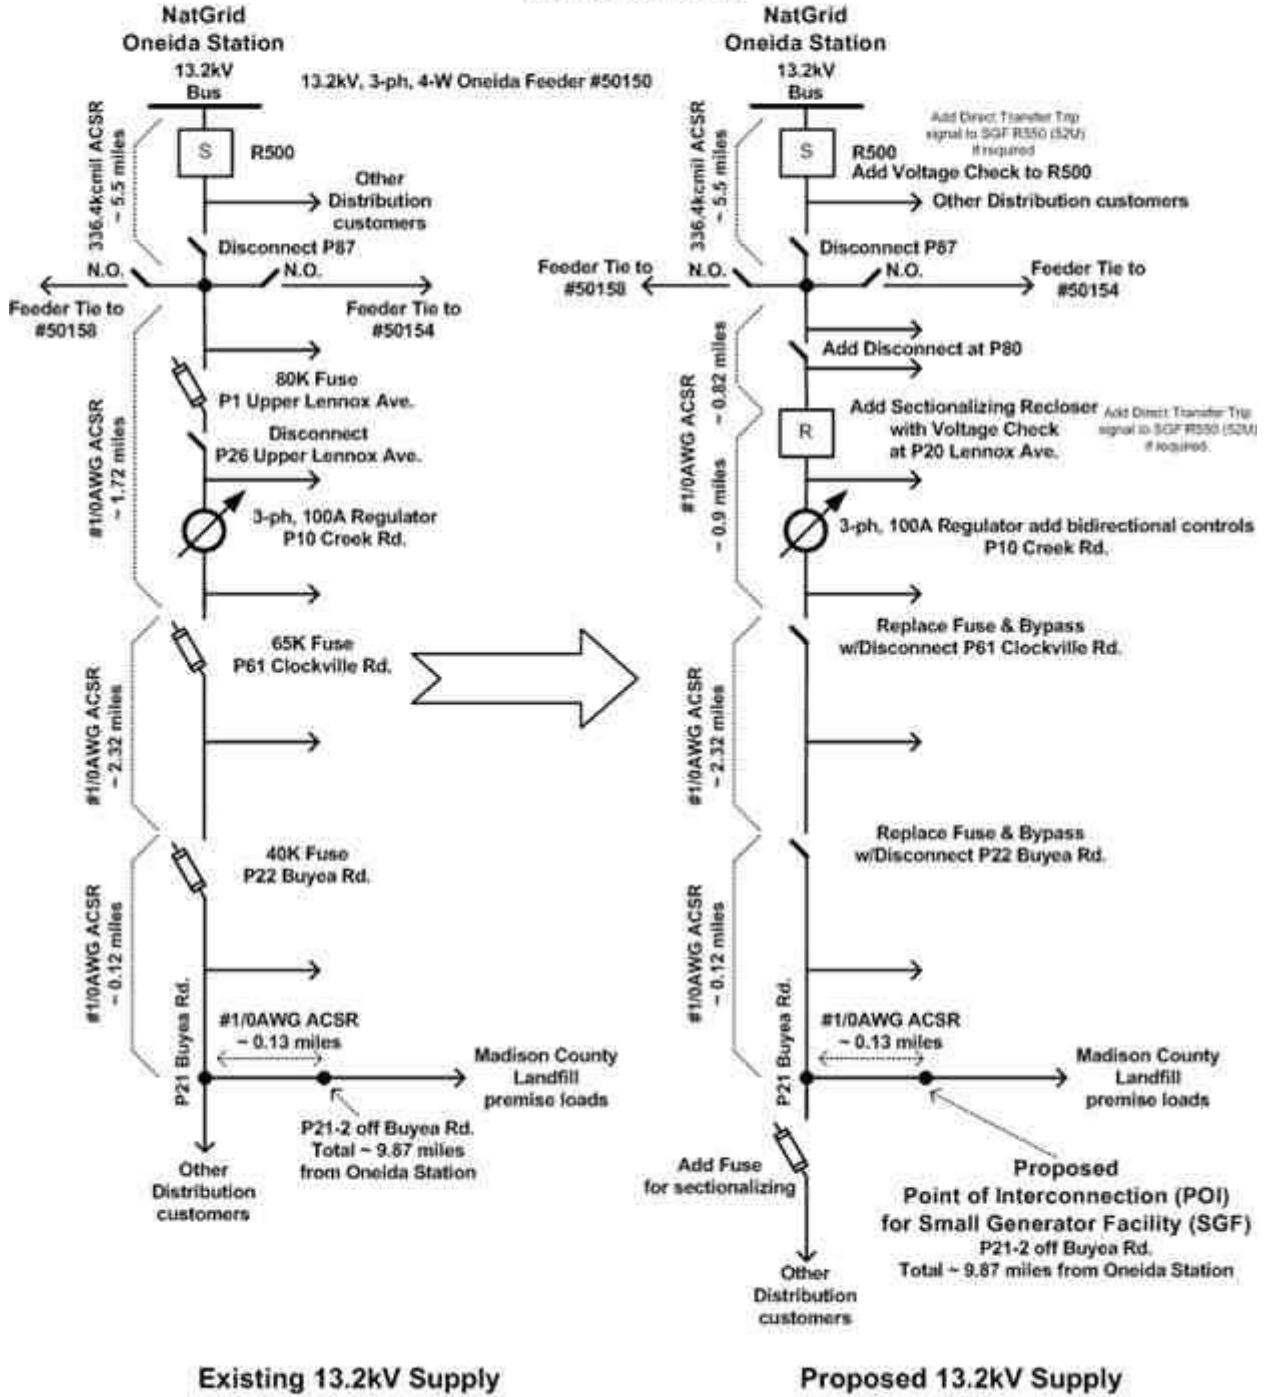 NatGrid
Oneida Station
13.2kV
Bus
13.2kV, 3-ph, 4-W Oneida Feeder #50150
336.4kcmil ACSR
~ 5.5 miles
S
R500
Other
Distribution
customers
Disconnect P87
N.O.
N.O.
Feeder Tie to
#50158
Feeder Tie to
#50154
#1/0AWG ACSR
~ 1.72 miles
80K Fuse
P1 Upper Lennox Ave.
Disconnect
P26 Upper Lennox Ave.
3-ph, 100A Regulator
P10 Creek Rd.
65K Fuse
P61 Clockville Rd.
#1/0AWG ACSR
~ 2.32 miles
40K Fuse
P22 Buyea Rd.
#1/0AWG ACSR
~ 0.12 miles
P21 Buyea Rd.
#1/0AWG ACSR
~ 0.13 miles
Madison County
Landfill
premise loads
P21-2 off Buyea Rd.
Total ~ 9.87 miles
from Oneida Station
Other
Distribution
customers
Existing 13.2kV Supply
NatGrid
Oneida Station
13.2kV
Bus
336.4kcmil ACSR
~ 5.5 miles
S
Add Direct Transfer Trip
signal to SGF R550 (52U)
if required
R500
Add Voltage Check to R500
Other Distribution customers
Disconnect P87
Feeder Tie to
#50158
N.O.
N.O.
Feeder Tie to
#50154
#1/0AWG ACSR
~ 0.82 miles
~ 0.9 miles
Add Disconnect at P80
R
Add Sectionalizing Recloser
with Voltage Check
at P20 Lennox Ave.
Add Direct Transfer Trip
signal to SGF R550 (52U)
if required.
3-ph, 100A Regulator add bidirectional controls
P10 Creek Rd.
Replace Fuse & Bypass
w/Disconnect P61 Clockville Rd.
#1/0AWG ACSR
~ 2.32 miles
Replace Fuse & Bypass
w/Disconnect P22 Buyea Rd.
#1/0AWG ACSR
~ 0.12 miles
P21 Buyea Rd.
#1/0AWG ACSR
~ 0.13 miles
Madison County
Landfill
premise loads
Add Fuse
for sectionalizing
Proposed
Point of Interconnection (POI)
for Small Generator Facility (SGF)
P21-2 off Buyea Rd.
Total ~ 9.87 miles from Oneida Station
Other
Distribution
customers
Proposed 13.2kV Supply